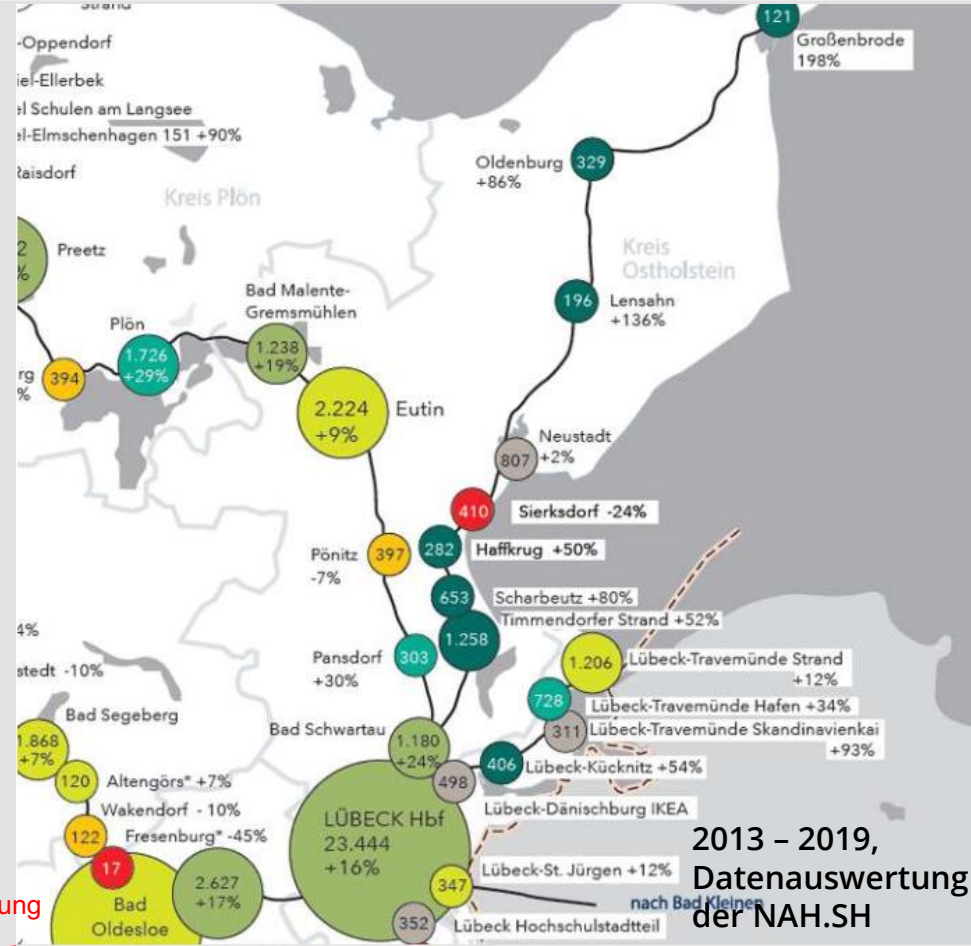 121
Großenbrode
198%
-Oppendorf
iel-Ellerbek
el Schulen am Langsee
el-Elmschenhagen 151 +90%
Raisdorf
Kreis Plön
Oldenburg
+86%
329
2
%
Preetz
Kreis
Ostholstein
Bad Malente-
Gremsmühlen
1.238
+19%
196
Lensahn
+136%
Plön
1.726
+29%
rg
%
394
2.224
+9%
Eutin
Neustadt
+2%
807
410
Sierksdorf -24%
Pönitz
-7%
397
282
Haffkrug +50%
653
Scharbeutz +80%
Timmendorfer Strand +52%
1.258
4%
stedt -10%
Pansdorf
+30%
303
1.206
Lübeck-Travemünde Strand
+12%
728
Lübeck-Travemünde Hafen +34%
311
Lübeck-Travemünde Skandinavienkai
+93%
Bad Segeberg
1.868
+7%
Bad Schwartau
1.180
+24%
406
Lübeck-Kücknitz +54%
498
Lübeck-Dänischburg IKEA
120
Altengörs* +7%
Wakendorf - 10%
122
Fresenburg* -45%
17
LÜBECK Hbf
23.444
+16%
2.627
+17%
Bad
Oldesloe
Lübeck-St. Jürgen +12%
347
nach Bad Kleinen
352
Lübeck Hochschulstadtteil
2013 – 2019,
Datenauswertung
der NAH.SH
ung